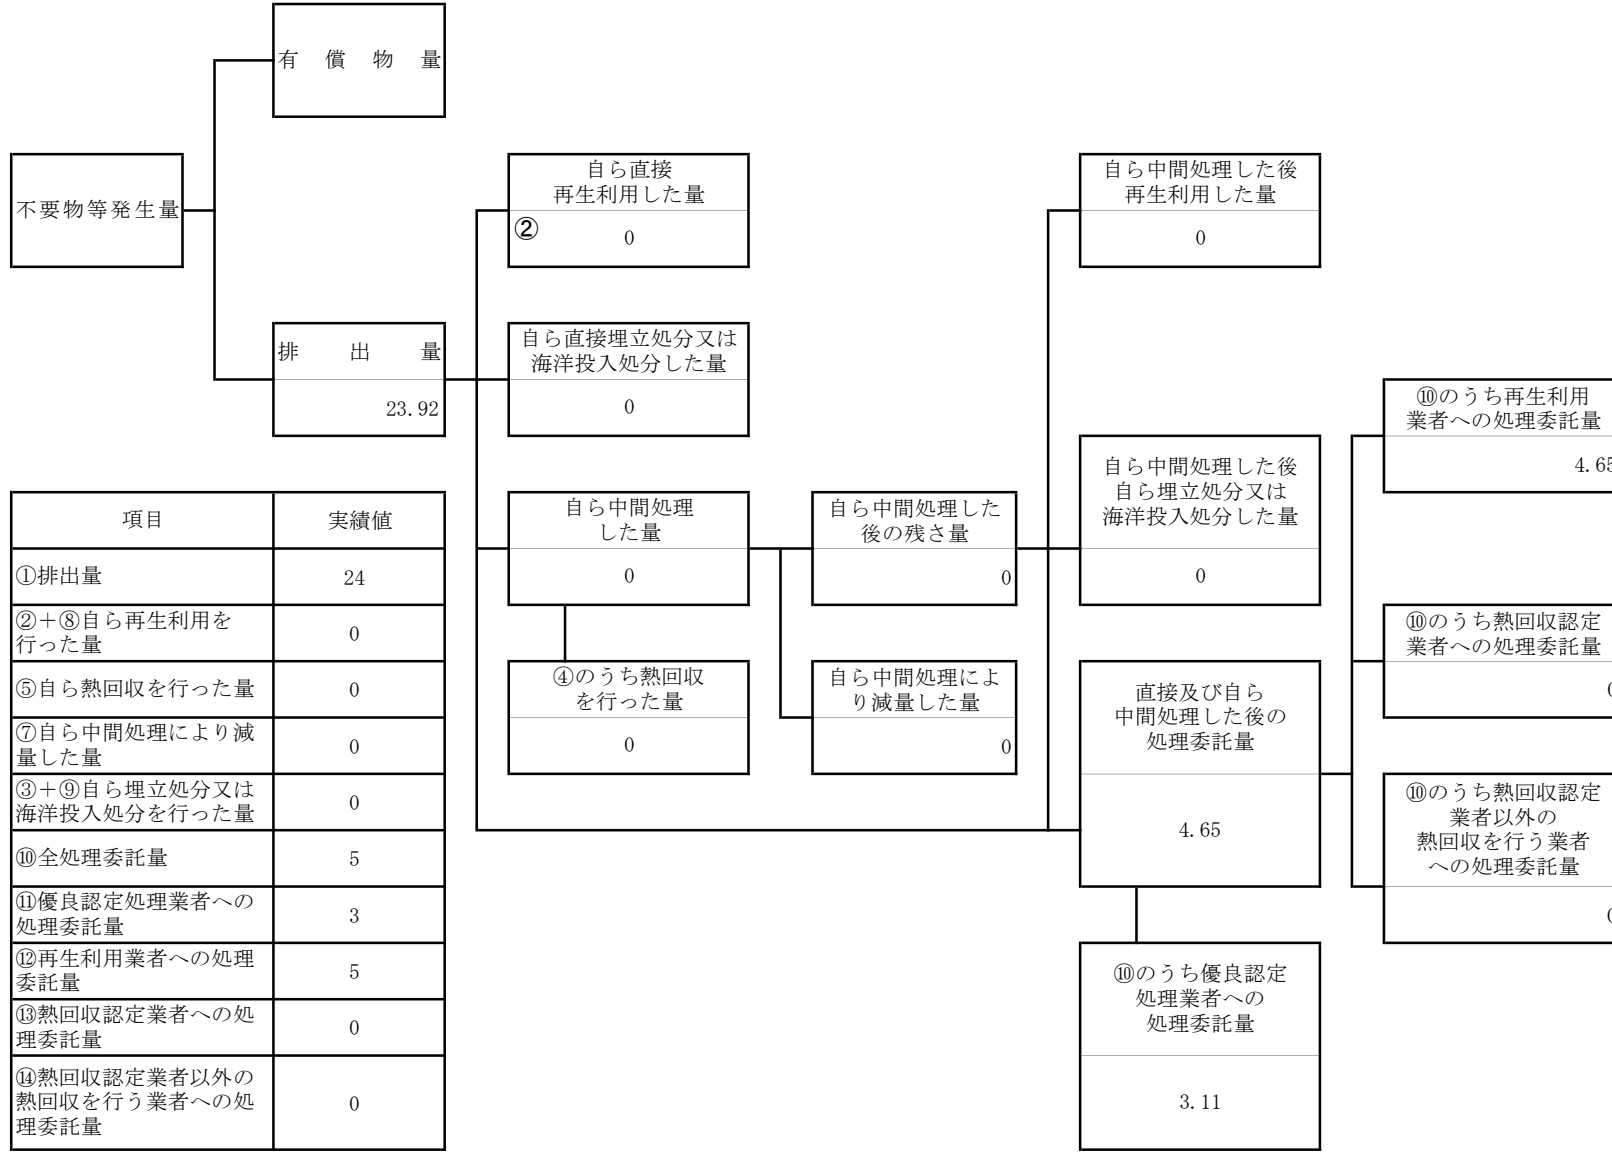 有償物量
不要物等発生量
自ら直接
再生利用した量
②
0
自ら中間処理した後
再生利用した量
0
排出量
23.92
自ら直接埋立処分又は
海洋投入処分した量
0
⑩のうち再生利用
業者への処理委託量
4.65
自ら中間処理
した量
0
自ら中間処理した
後の残さ量
0
自ら中間処理した後
自ら埋立処分又は
海洋投入処分した量
0
⑩のうち熱回収認定
業者への処理委託量
0
④のうち熱回収
を行った量
0
自ら中間処理によ
り減量した量
0
直接及び自ら
中間処理した後の
処理委託量
4.65
⑩のうち熱回収認定
業者以外の
熱回収を行う業者
への処理委託量
0
⑩のうち優良認定
処理業者への
処理委託量
3.11
項目
実績値
①排出量
24
②＋⑧自ら再生利用を
行った量
0
⑤自ら熱回収を行った量
0
⑦自ら中間処理により減
量した量
0
③＋⑨自ら埋立処分又は
海洋投入処分を行った量
0
⑩全処理委託量
5
⑪優良認定処理業者への
処理委託量
3
⑫再生利用業者への処理
委託量
5
⑬熱回収認定業者への処
理委託量
0
⑭熱回収認定業者以外の
熱回収を行う業者への処
理委託量
0